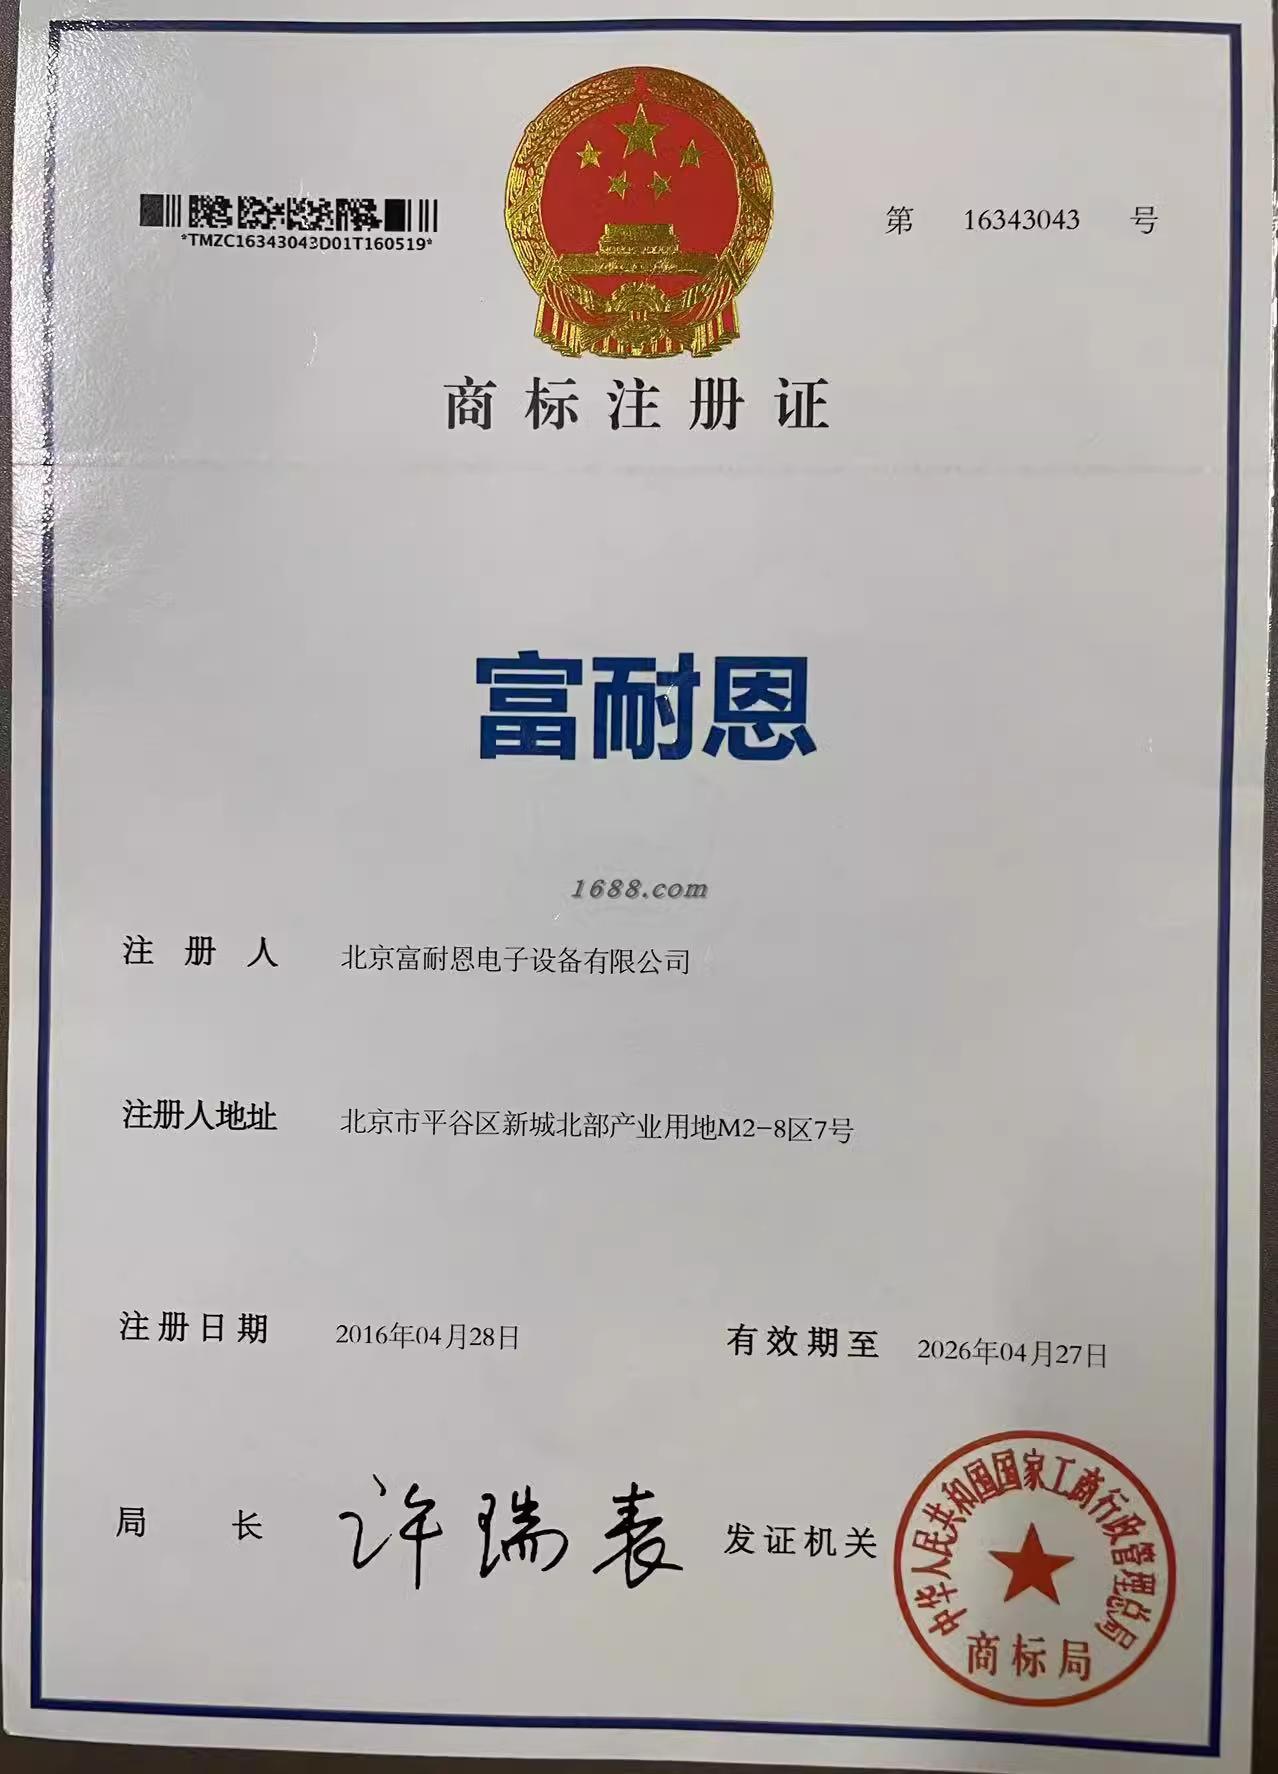 *TMZC16343043D01T160519*
第 16343043 号
商标注册证
富耐恩
1688.com
注册人 北京富耐恩电子设备有限公司
注册人地址 北京市平谷区新城北部产业用地M2-8区7号
注册日期 2016年04月28日 有效期至 2026年04月27日
局长 许瑞表 发证机关
中华人民共和国国家工商行政管理总局
商标局